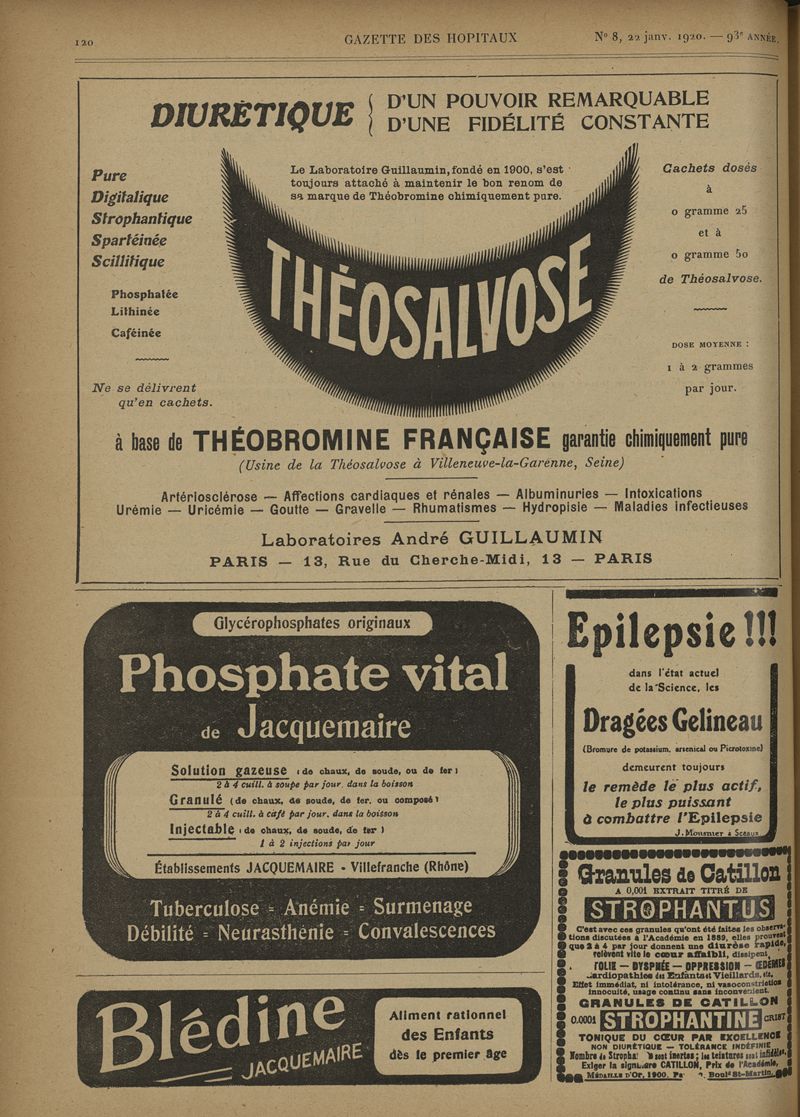 120
GAZETTE DES HOPITAUX
N° 8, 22 janv. 1920. — 93e ANNÉE.
DIURÉTIQUE
D'UN POUVOIR REMARQUABLE
D'UNE FIDÉLITÉ CONSTANTE
Pure
Digitalique
Strophantique
Spartéinée
Scillitique
Phosphatée
Lithinée
Caféinée
Ne se délivrent
qu'en cachets.
Le Laboratoire Guillaumin, fondé en 1900, s'est
toujours attaché à maintenir le bon renom de
sa marque de Théobromine chimiquement pure.
THÉOSALVOSE
Cachets dosés
à
0 gramme 25
et à
0 gramme 50
de Théosalvose.
DOSE MOYENNE :
1 à 2 grammes
par jour.
à base de THÉOBROMINE FRANÇAISE garantie chimiquement pure
(Usine de la Théosalvose à Villeneuve-la-Garenne, Seine)
Artériosclérose — Affections cardiaques et rénales — Albuminuries — Intoxications
Urémie — Uricémie — Goutte — Gravelle — Rhumatismes — Hydropisie — Maladies infectieuses
Laboratoires André GUILLAUMIN
PARIS — 13, Rue du Cherche-Midi, 13 — PARIS
Glycérophosphates originaux
Phosphate vital
de Jacquemaire
Solution gazeuse (de chaux, de soude, ou de fer)
2 à 4 cuill. à soupe par jour. dans la boisson
Granulé (de chaux, de soude, de fer, ou composé)
2 à 4 cuill. à café par jour, dans la boisson
Injectable (de chaux, de soude, de fer)
1 à 2 injections par jour
Établissements JACQUEMAIRE - Villefranche (Rhône)
Tuberculose = Anémie = Surmenage
Débilité = Neurasthénie = Convalescences
Blédine
JACQUEMAIRE
Aliment rationnel
des Enfants
dès le premier âge
Epilepsie !!!
dans l'état actuel
de la Science, les
Dragées Gelineau
(Bromure de potassium, arsenical ou Picrotoxine)
demeurent toujours
le remède le plus actif,
le plus puissant
à combattre l'Epilepsie
J. Mousnier à Sceaux
Granules de Catillon
A 0,001 EXTRAIT TITRÉ DE
STROPHANTUS
C'est avec ces granules qu'ont été faites les observa-
tions discutées à l'Académie en 1889, elles prouvent
que 2 à 4 par jour donnent une diurèse rapide,
relèvent vite le cœur affaibli, dissipent
DYSPNÉE — OPPRESSION — ŒDÈMES
Cardiopathies des Enfants et Vieillards, etc.
Effet immédiat, ni intolérance, ni vasoconstriction
innocuité, usage continu sans inconvénient.
GRANULES DE CATILLON
0.0001 STROPHANTINE CRIST
TONIQUE DU CŒUR PAR EXCELLENCE
NON DIURÉTIQUE — TOLÉRANCE INDÉFINIE
Nombre de Stropha sont inertes; les teintures sont infidèles,
Exiger la signature CATILLON, Prix de l'Académie,
MÉDAILLE D'OR, 1900. Boulᵈ St-Martin